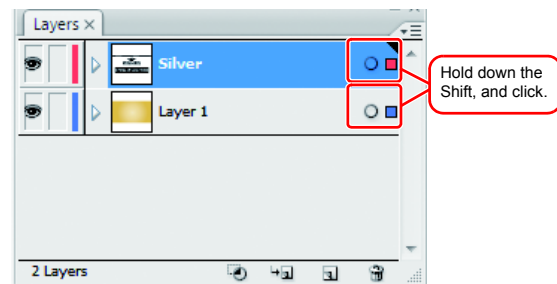 Layers ×
Silver
Layer 1
Hold down the
Shift, and click.
2 Layers